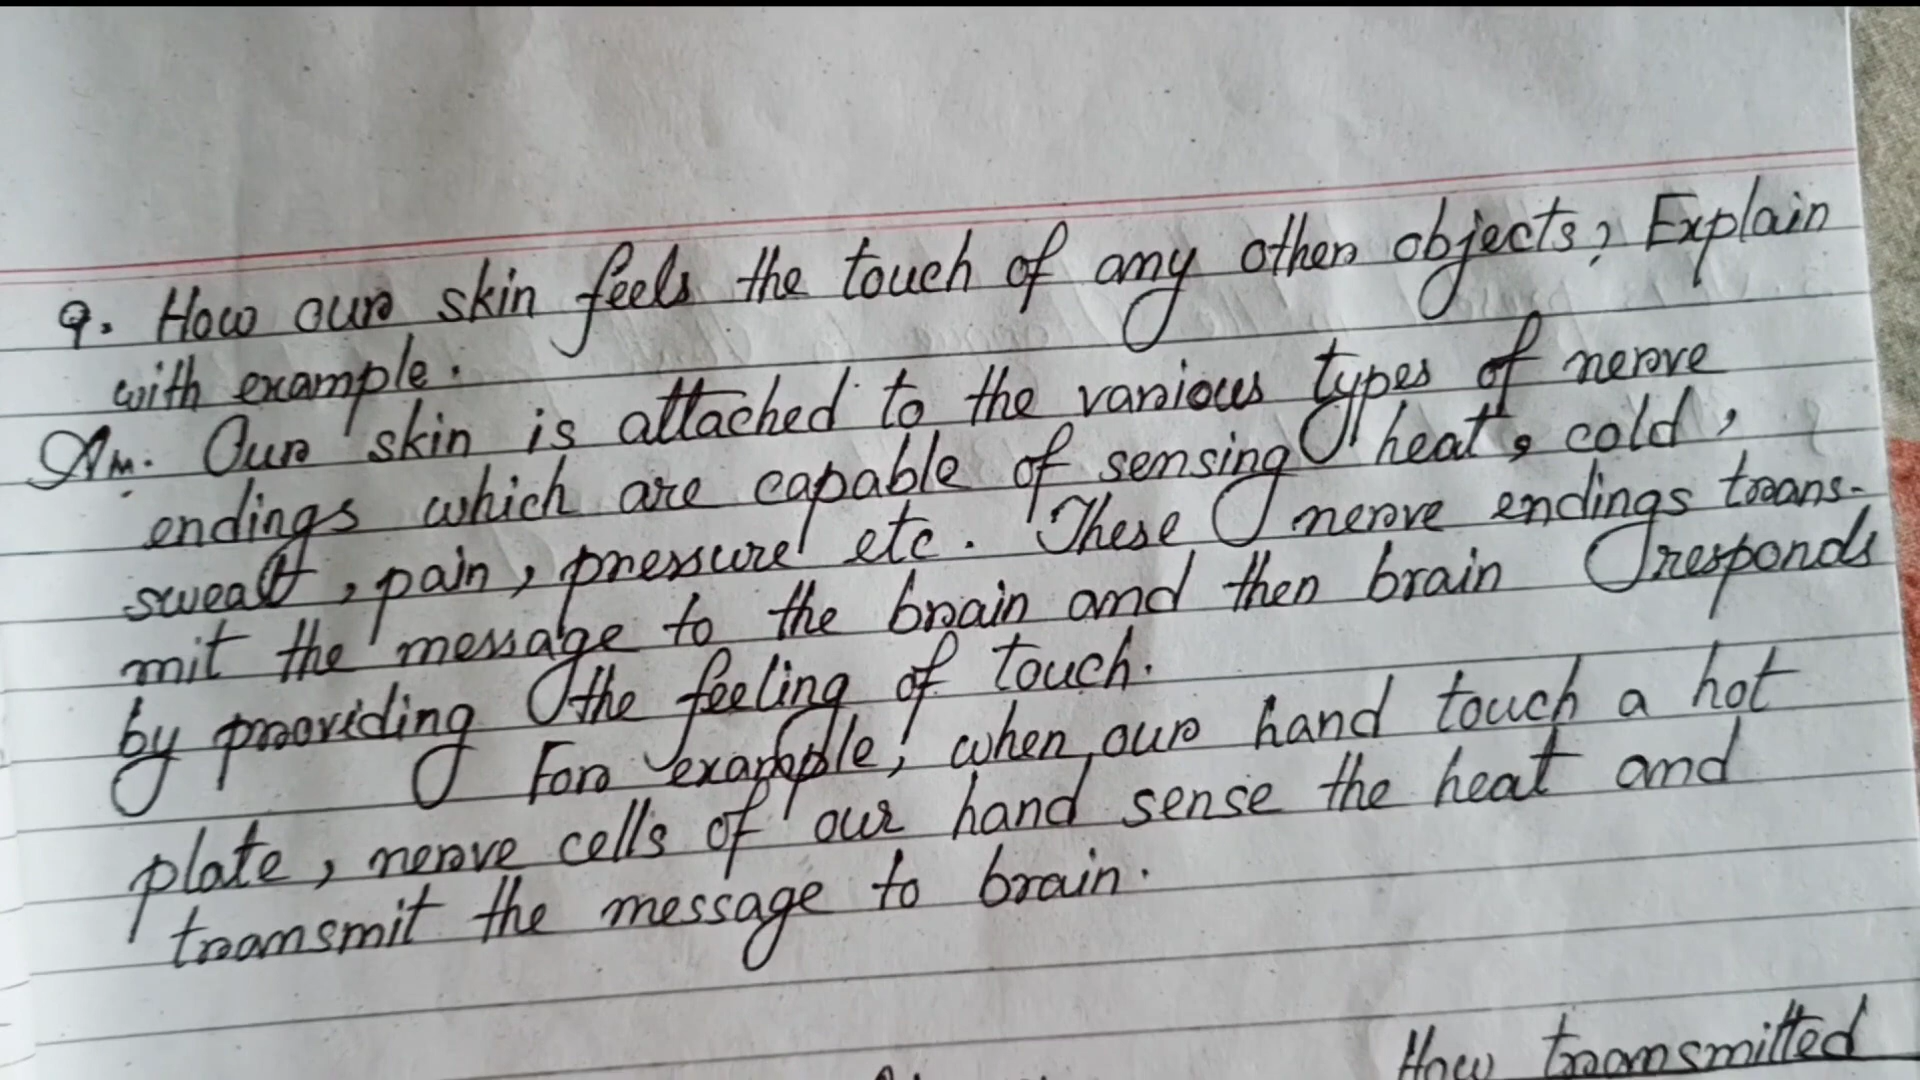 Q. How our skin feels the touch of any other objects? Explain
with example.
Ans. Our skin is attached to the various types of nerve
endings which are capable of sensing heat, cold,
sweat, pain, pressure etc. These nerve endings trans-
mit the message to the brain and then brain responds
by providing the feeling of touch.
For example, when our hand touch a hot
plate, nerve cells of our hand sense the heat and
transmit the message to brain.
How transmitted